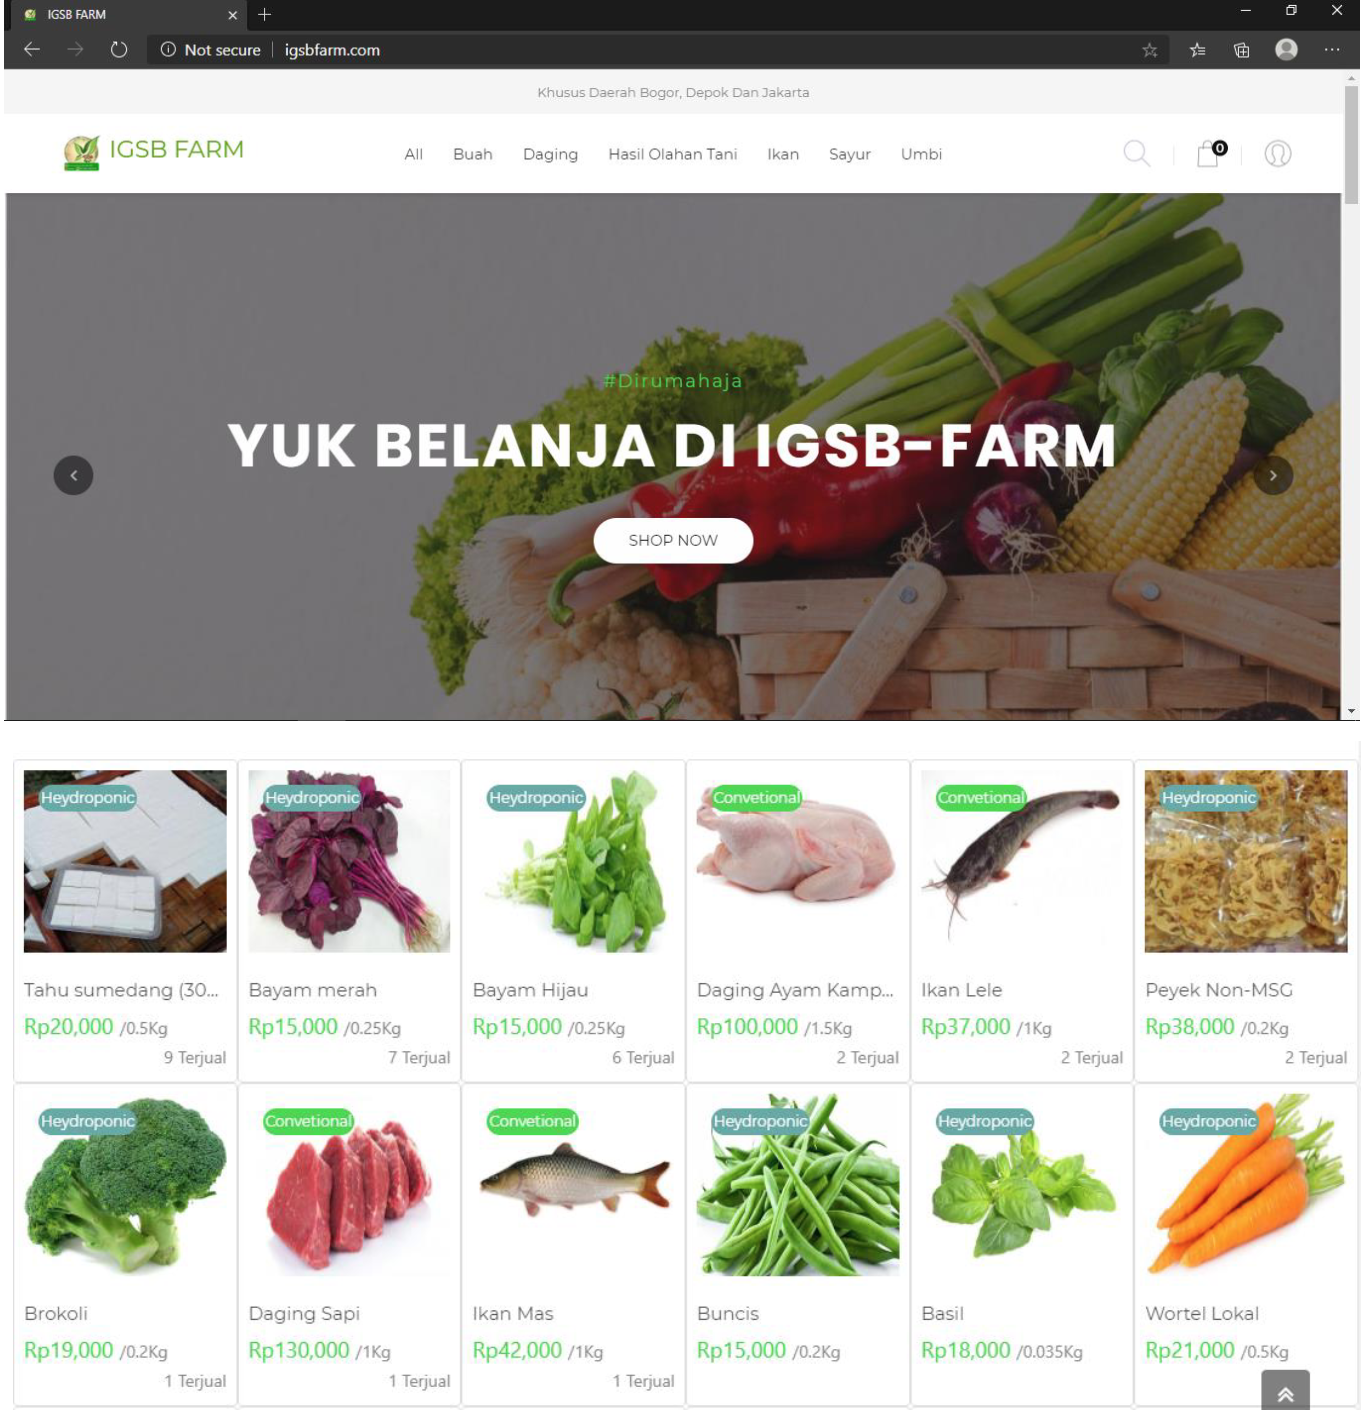 IGSB FARM
Not secure igsbfarm.com
Khusus Daerah Bogor, Depok Dan Jakarta
IGSB FARM All Buah Daging Hasil Olahan Tani Ikan Sayur Umbi 0
#Dirumahaja
YUK BELANJA DI IGSB-FARM
SHOP NOW
Heydroponic Heydroponic Heydroponic Convetional Convetional Heydroponic
Tahu sumedang (30... Bayam merah Bayam Hijau Daging Ayam Kamp... Ikan Lele Peyek Non-MSG
Rp20,000 /0.5Kg Rp15,000 /0.25Kg Rp15,000 /0.25Kg Rp100,000 /1.5Kg Rp37,000 /1Kg Rp38,000 /0.2Kg
9 Terjual 7 Terjual 6 Terjual 2 Terjual 2 Terjual 2 Terjual
Heydroponic Convetional Convetional Heydroponic Heydroponic Heydroponic
Brokoli Daging Sapi Ikan Mas Buncis Basil Wortel Lokal
Rp19,000 /0.2Kg Rp130,000 /1Kg Rp42,000 /1Kg Rp15,000 /0.2Kg Rp18,000 /0.035Kg Rp21,000 /0.5Kg
1 Terjual 1 Terjual 1 Terjual